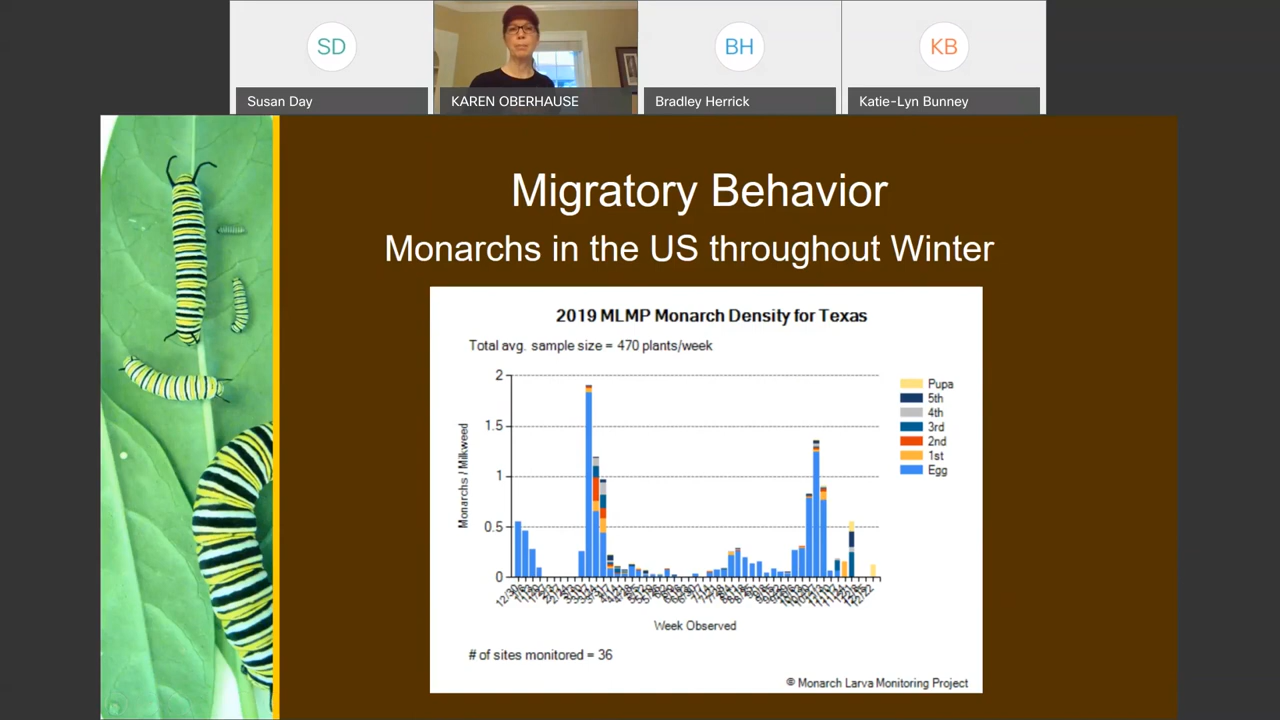 SD
BH
KB
Susan Day
KAREN OBERHAUSE
Bradley Herrick
Katie-Lyn Bunney
Migratory Behavior
Monarchs in the US throughout Winter
2019 MLMP Monarch Density for Texas
Total avg. sample size = 470 plants/week
2
1.5
1
0.5
0
Monarchs / Milkweed
Pupa
5th
4th
3rd
2nd
1st
Egg
Week Observed
# of sites monitored = 36
© Monarch Larva Monitoring Project